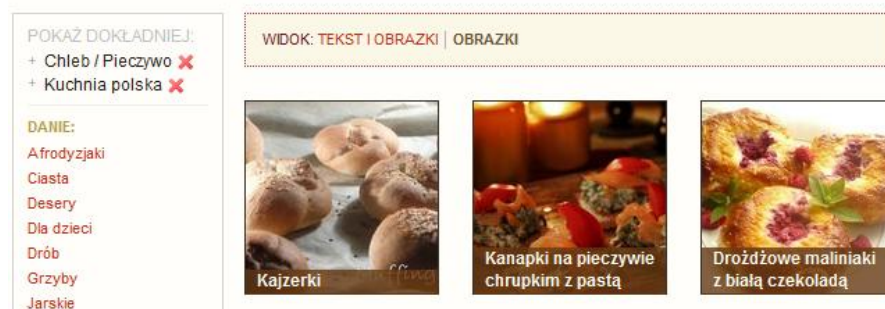 POKAŻ DOKŁADNIEJ:
+ Chleb / Pieczywo
+ Kuchnia polska
DANIE:
Afrodyzjaki
Ciasta
Desery
Dla dzieci
Drób
Grzyby
Jarskie
WIDOK: TEKST I OBRAZKI | OBRAZKI
Kajzerki
Kanapki na pieczywie
chrupkim z pastą
Drożdżowe maliniaki
z białą czekoladą